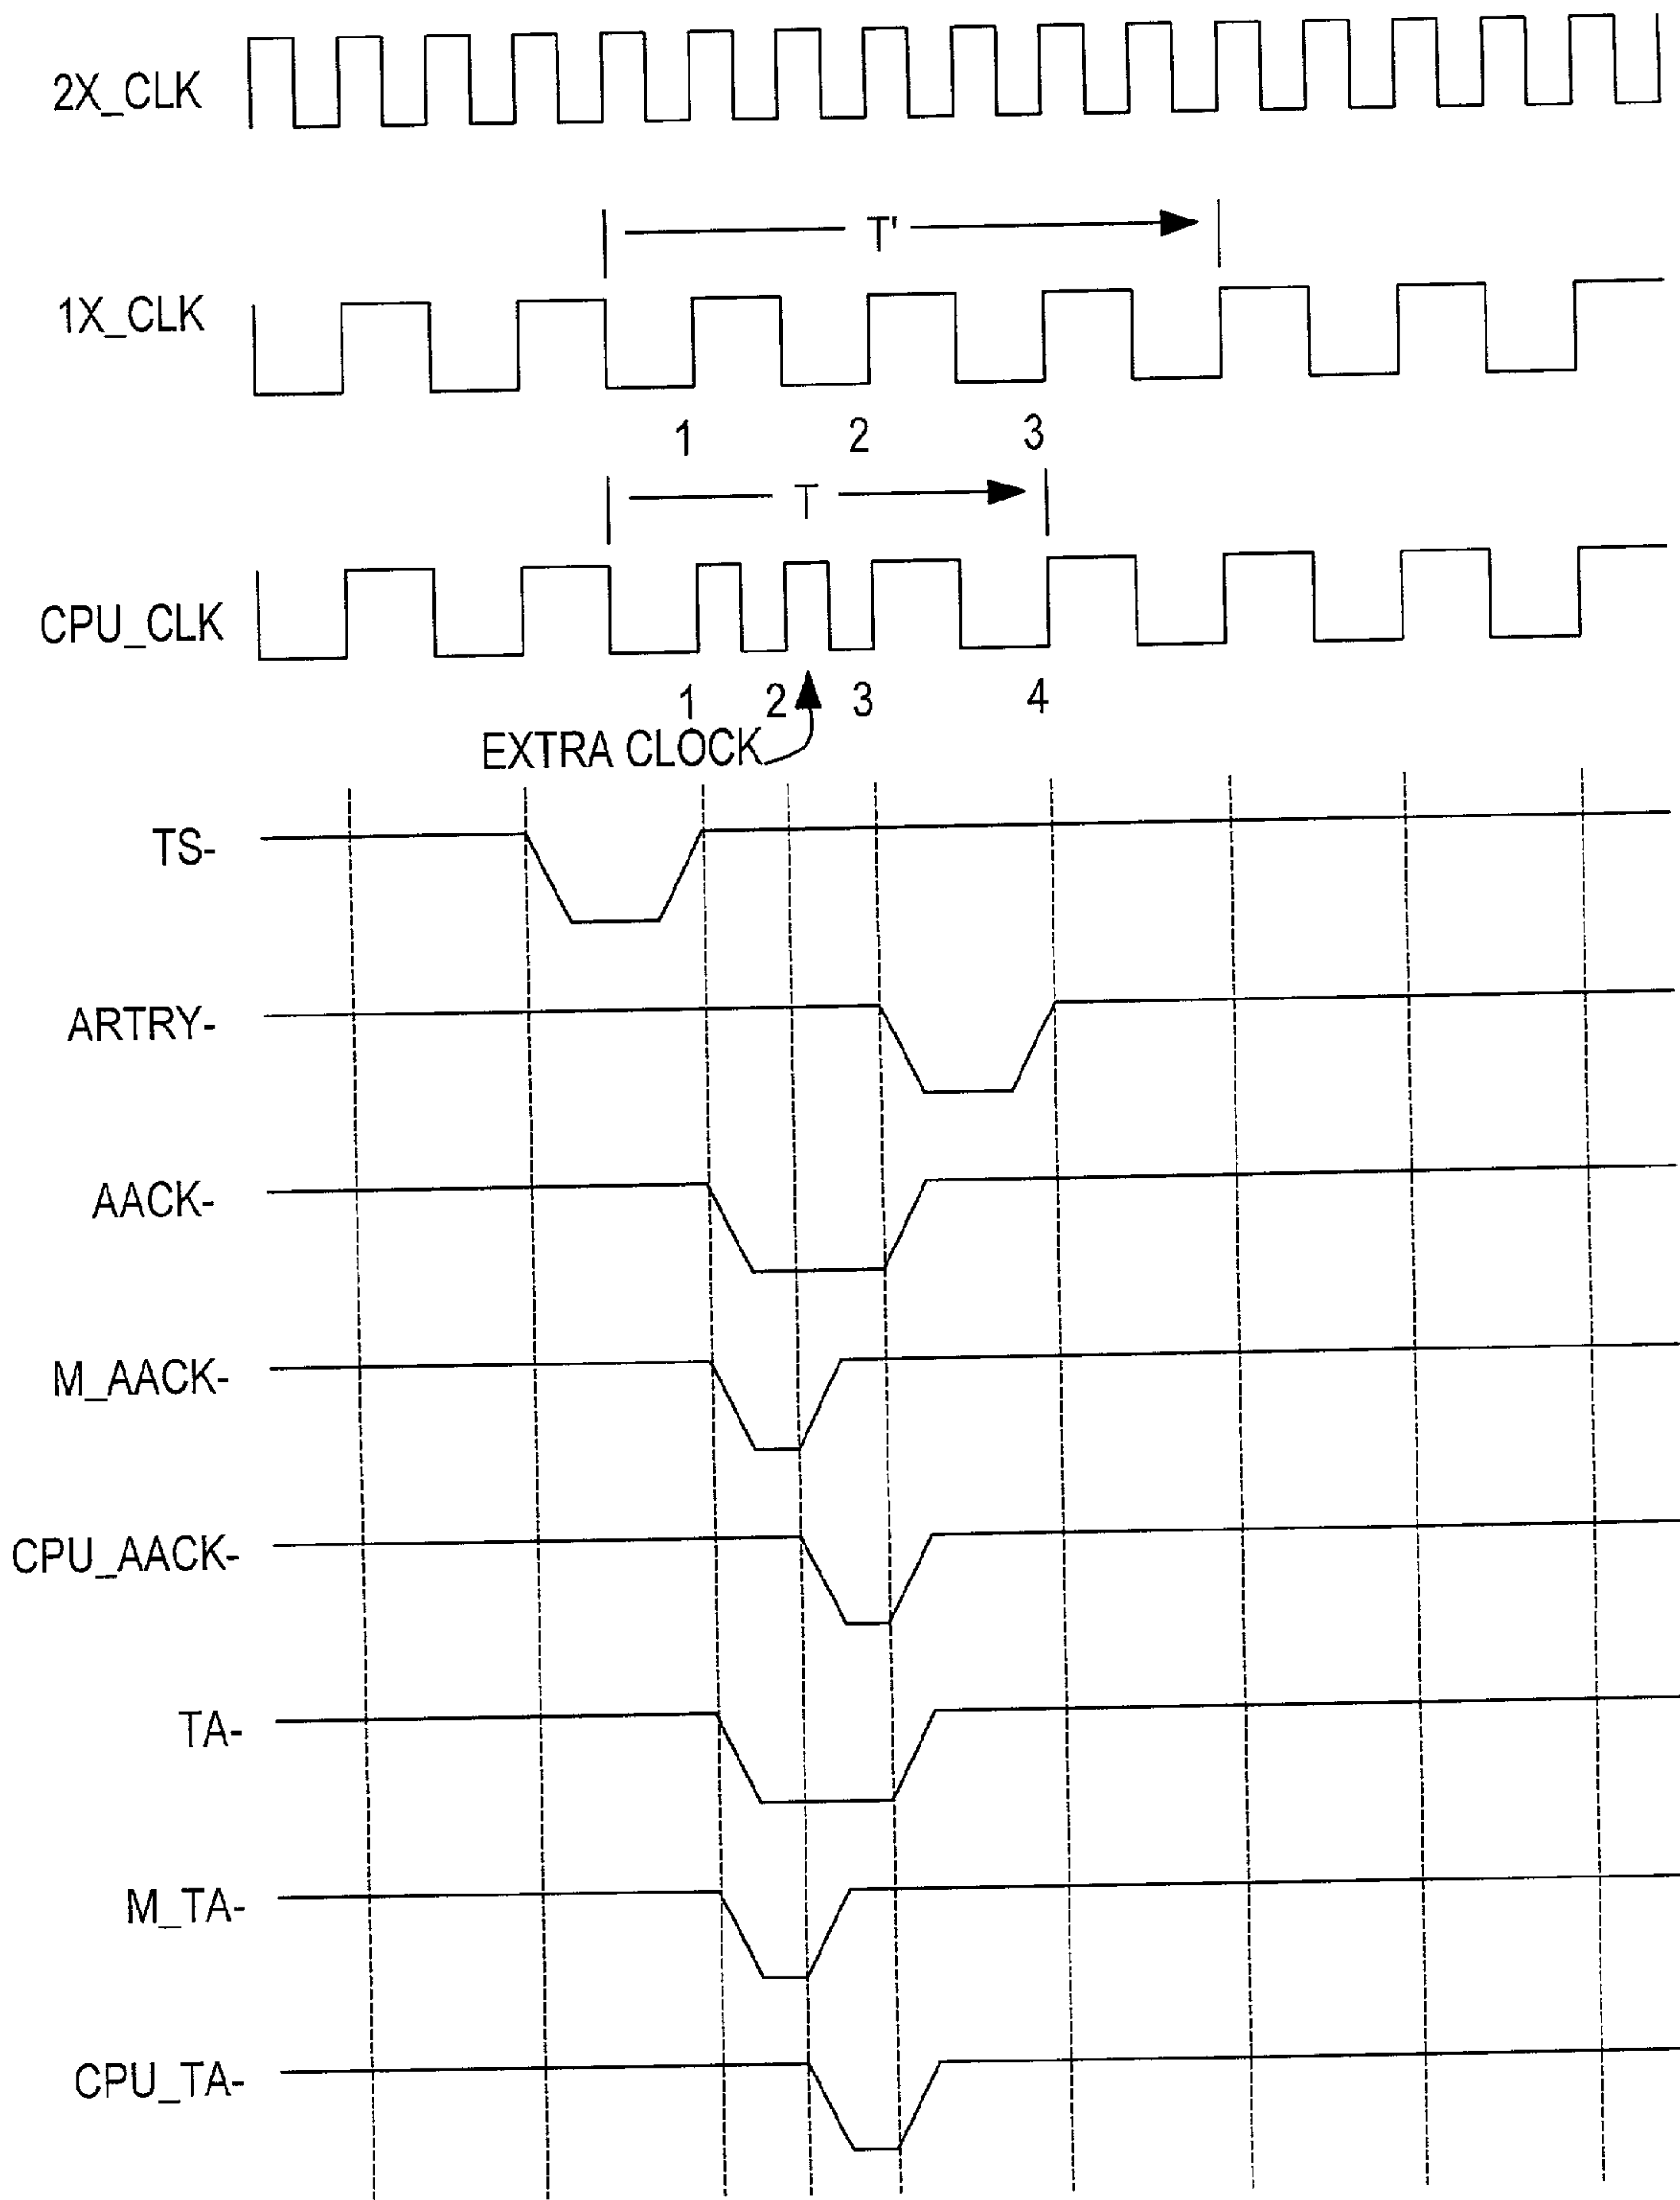 2X_CLK
T'
1X_CLK
1 2 3
T
CPU_CLK
1 2 3 4
EXTRA CLOCK
TS-
ARTRY-
AACK-
M_AACK-
CPU_AACK-
TA-
M_TA-
CPU_TA-